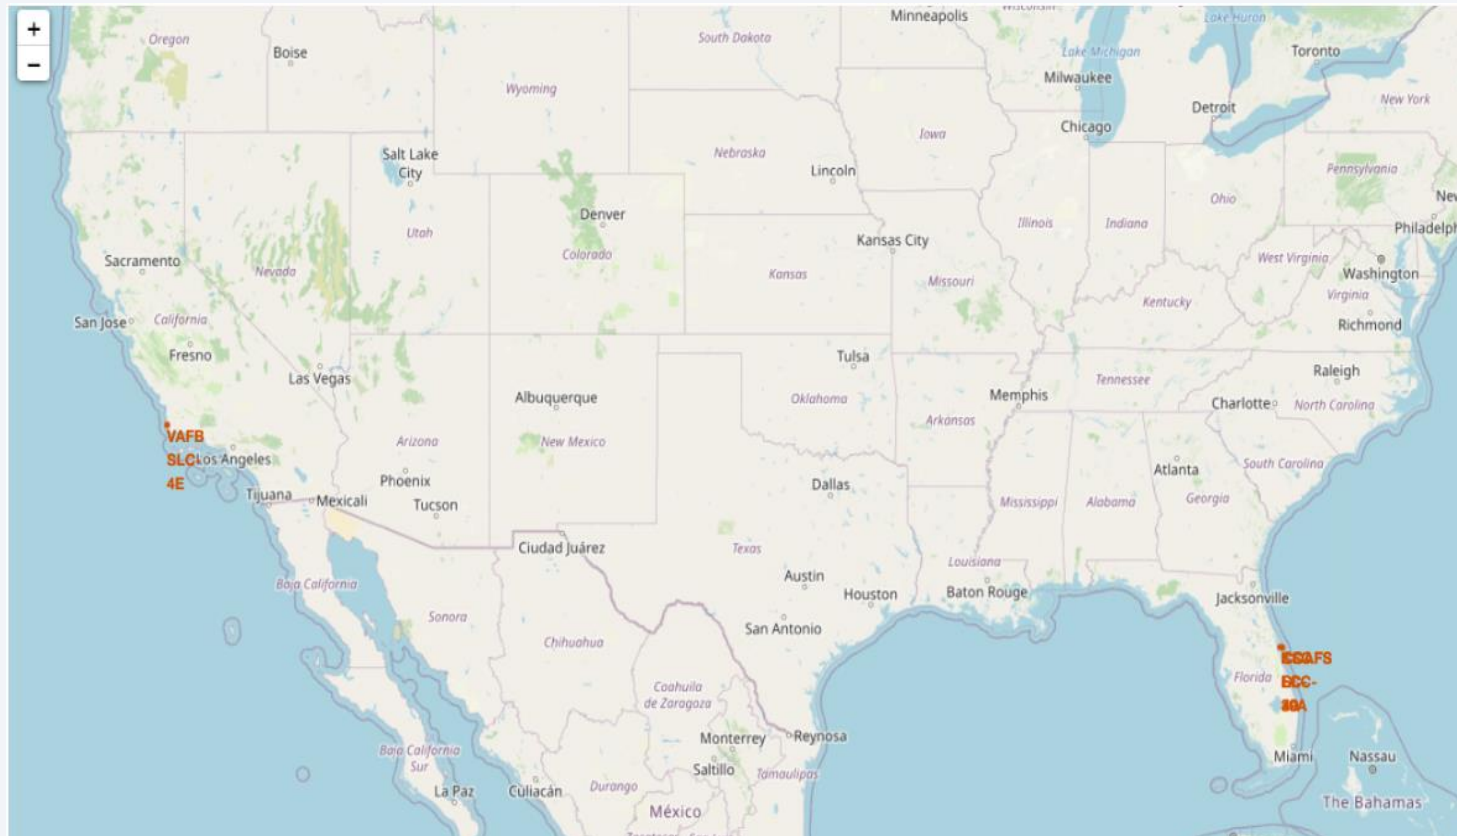 +
−
Oregon
Boise
Wyoming
South Dakota
Minneapolis
Wisconsin
Lake Huron
Lake Michigan
Toronto
Milwaukee
Detroit
New York
Chicago
Iowa
Salt Lake
City
Nebraska
Lincoln
Pennsylvania
Ohio
New
Philadelph
Denver
Utah
Colorado
Illinois
Indiana
Kansas City
Sacramento
Nevada
Kansas
Missouri
West Virginia
Washington
Kentucky
Virginia
San Jose
California
Richmond
Fresno
Las Vegas
Tulsa
Tennessee
Raleigh
Albuquerque
Oklahoma
Memphis
Charlotte
North Carolina
Arkansas
VAFB
SLC-
4E
Los Angeles
Arizona
New Mexico
Atlanta
South Carolina
Phoenix
Dallas
Tijuana
Mexicali
Tucson
Mississippi
Alabama
Georgia
Ciudad Juárez
Texas
Louisiana
Baja California
Austin
Houston
Baton Rouge
Jacksonville
Sonora
Chihuahua
San Antonio
Florida
Coahuila
de Zaragoza
Monterrey
Reynosa
Baja California
Sur
Saltillo
Tamaulipas
Miami
Nassau
La Paz
Culiacán
Durango
México
The Bahamas